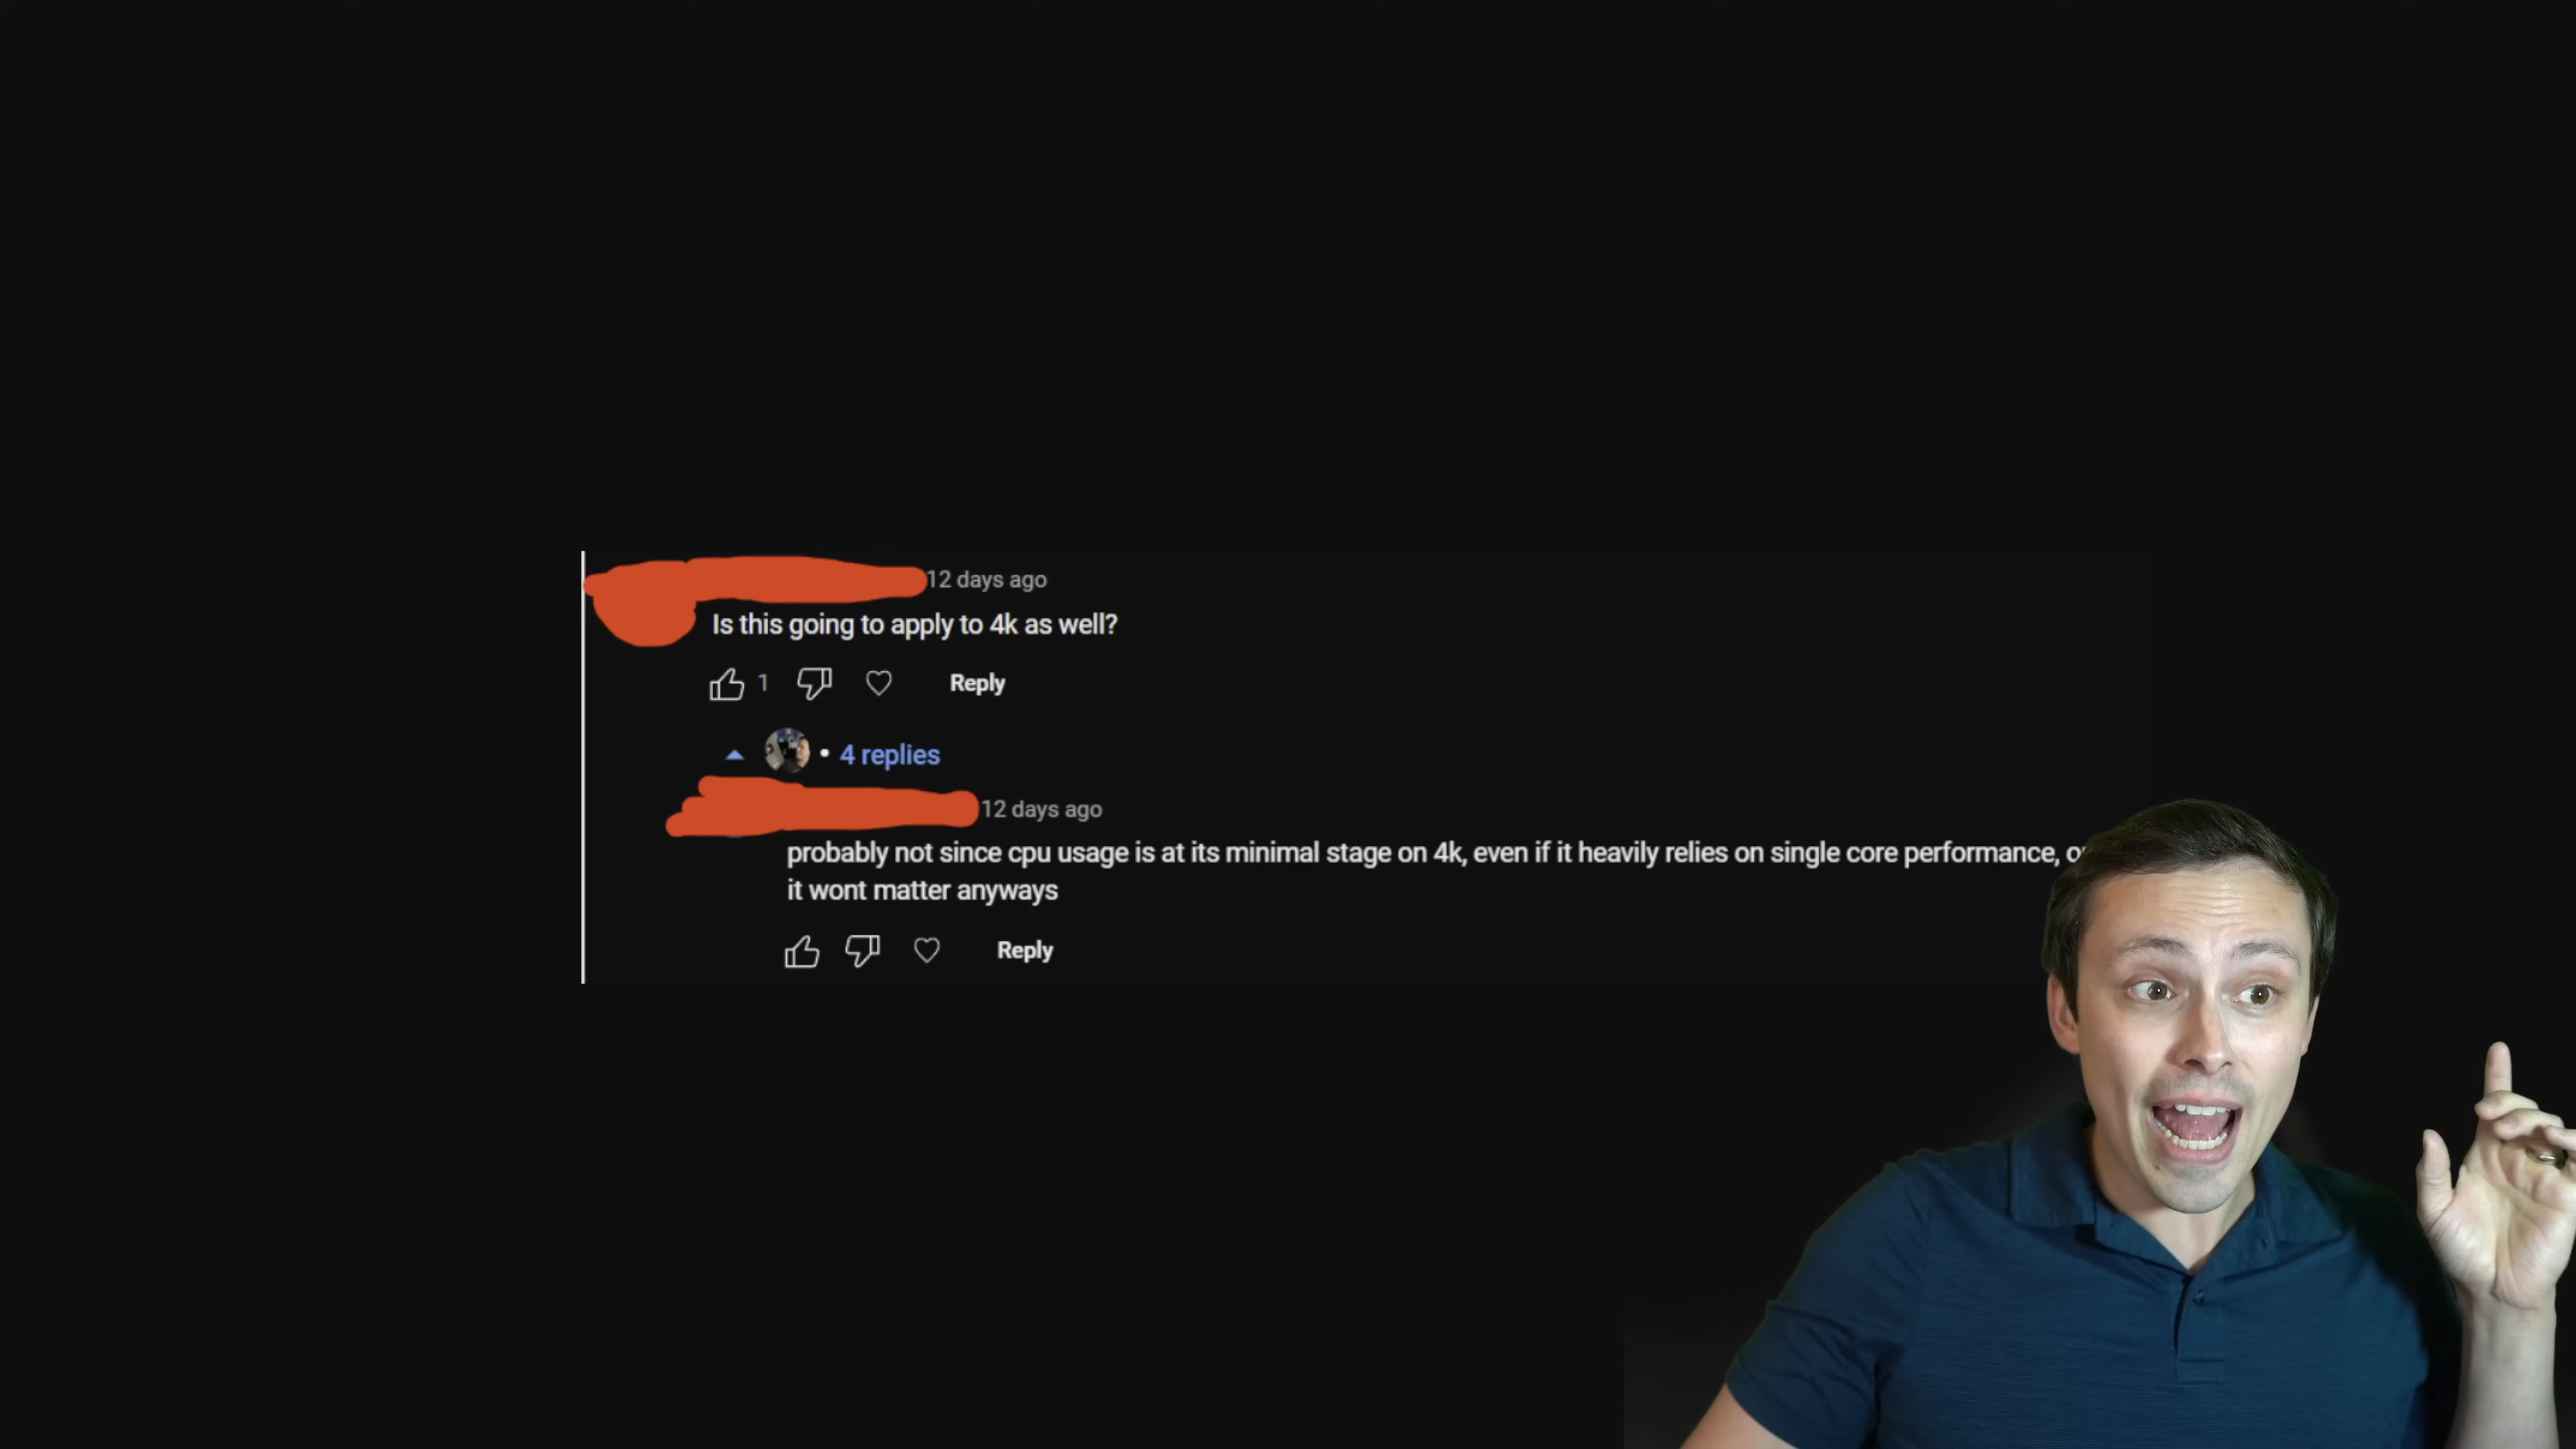 12 days ago
Is this going to apply to 4k as well?
1 Reply
• 4 replies
12 days ago
probably not since cpu usage is at its minimal stage on 4k, even if it heavily relies on single core performance,
it wont matter anyways
Reply